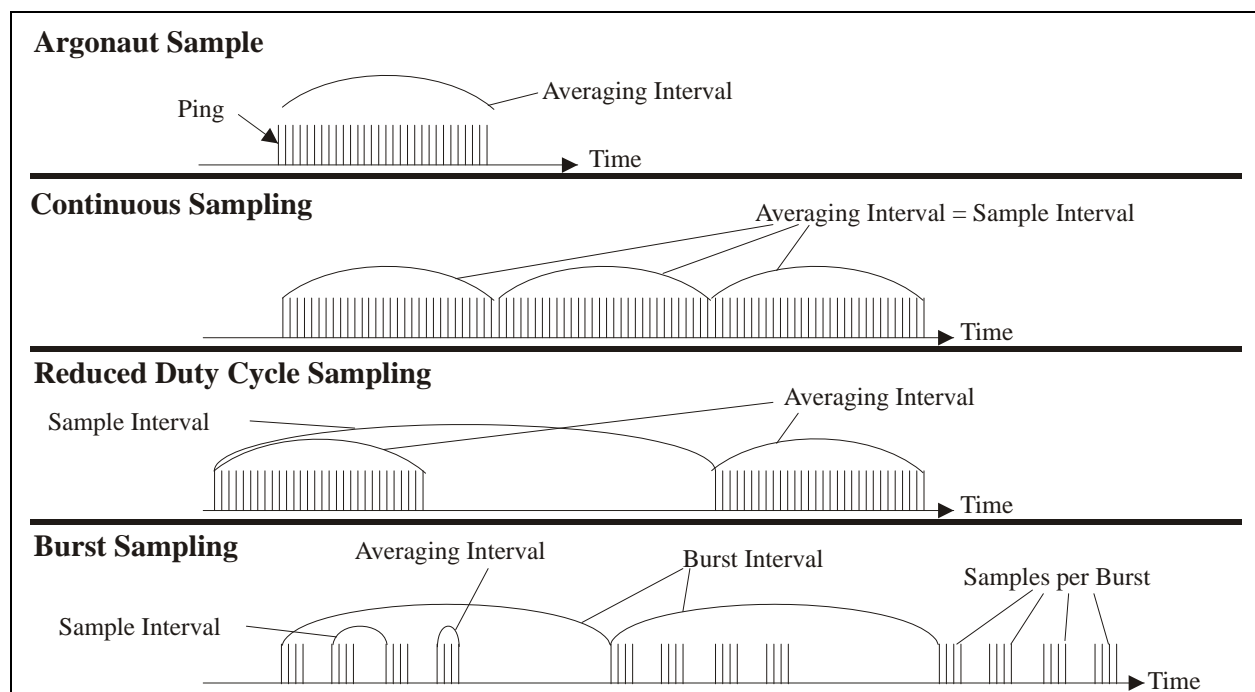 Argonaut Sample
Averaging Interval
Ping
Time
Continuous Sampling
Averaging Interval = Sample Interval
Time
Reduced Duty Cycle Sampling
Averaging Interval
Sample Interval
Time
Burst Sampling
Averaging Interval
Burst Interval
Samples per Burst
Sample Interval
Time